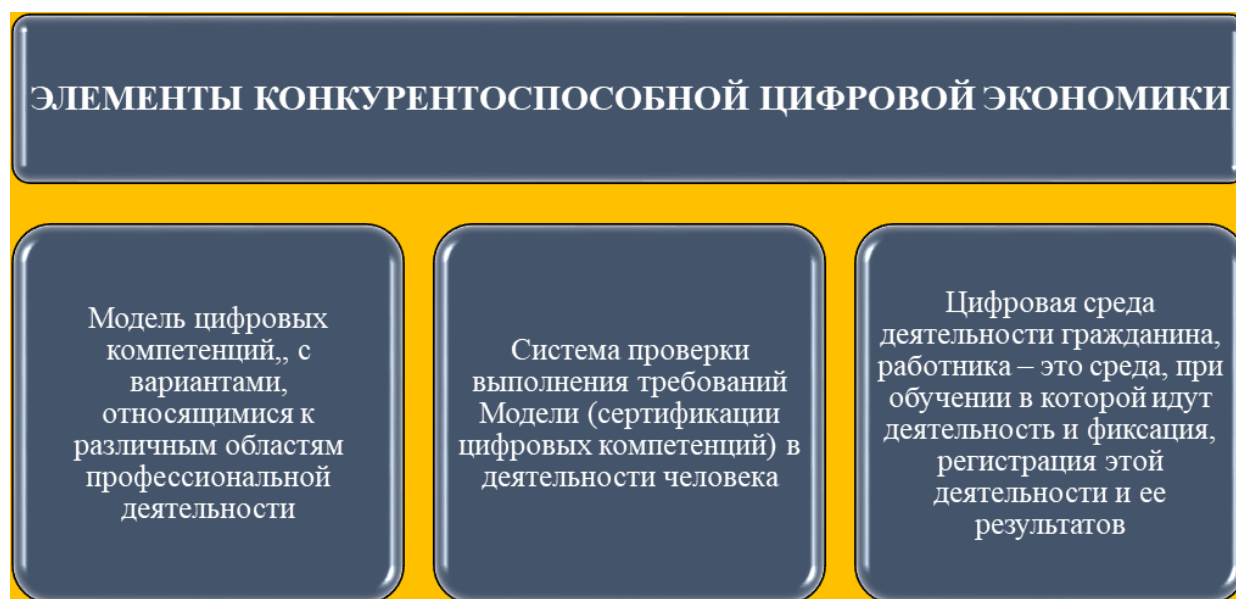 ЭЛЕМЕНТЫ КОНКУРЕНТОСПОСОБНОЙ ЦИФРОВОЙ ЭКОНОМИКИ
Модель цифровых
компетенций,, с
вариантами,
относящимися к
различным областям
профессиональной
деятельности
Система проверки
выполнения требований
Модели (сертификации
цифровых компетенций) в
деятельности человека
Цифровая среда
деятельности гражданина,
работника – это среда, при
обучении в которой идут
деятельность и фиксация,
регистрация этой
деятельности и ее
результатов